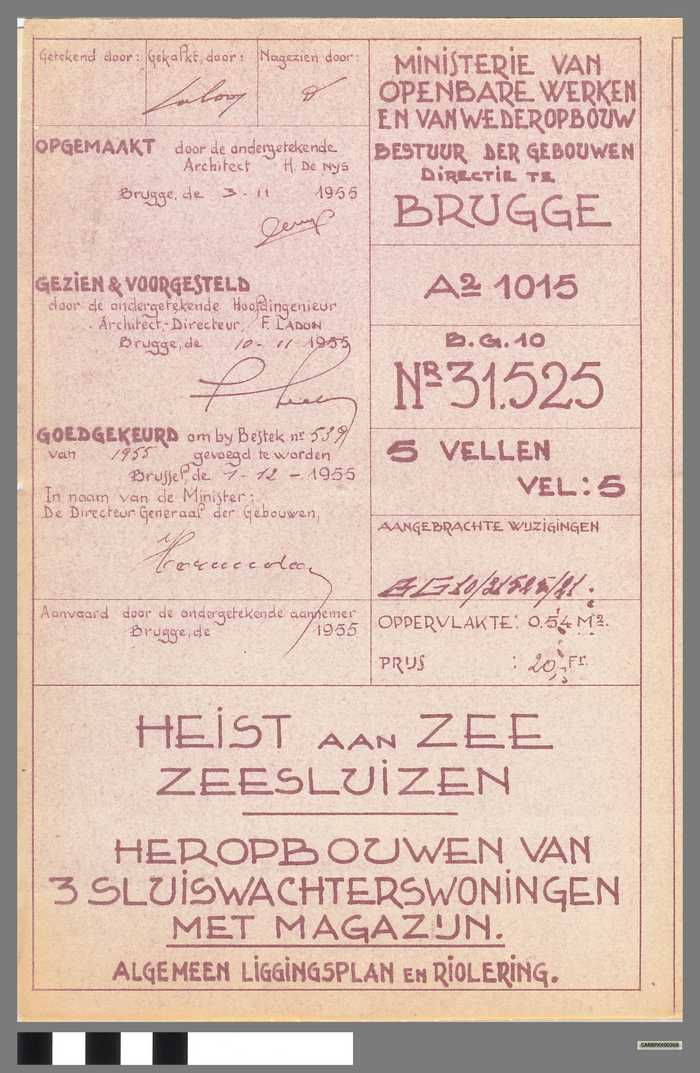 Getekend door: Gekalkt door: Nagezien door:
OPGEMAAKT door de ondergetekende
Architect H. DE NYS
Brugge, de 3-11 1955
GEZIEN & VOORGESTELD
door de ondergetekende Hoofdingenieur
Architect-Directeur, F. LADON
Brugge, de 10-11 1955
GOEDGEKEURD om by Bestek nr 539
van 1955 gevoegd te worden
Brussel, de 1-12-1955
In naam van de Minister:
De Directeur Generaal der Gebouwen,
Aanvaard door de ondergetekende aannemer
Brugge, de 1955
MINISTERIE VAN
OPENBARE WERKEN
EN VAN WEDEROPBOUW
BESTUUR DER GEBOUWEN
DIRECTIE TE
BRUGGE
A2 1015
B.G.10
NR 31.525
5 VELLEN
VEL: 5
AANGEBRACHTE WIJZIGINGEN
BG10/31525/21.
OPPERVLAKTE: 0.54 M2.
PRIJS : 20,- Fr.
HEIST AAN ZEE
ZEESLUIZEN
HEROPBOUWEN VAN
3 SLUISWACHTERSWONINGEN
MET MAGAZIJN.
ALGEMEEN LIGGINGSPLAN EN RIOLERING.